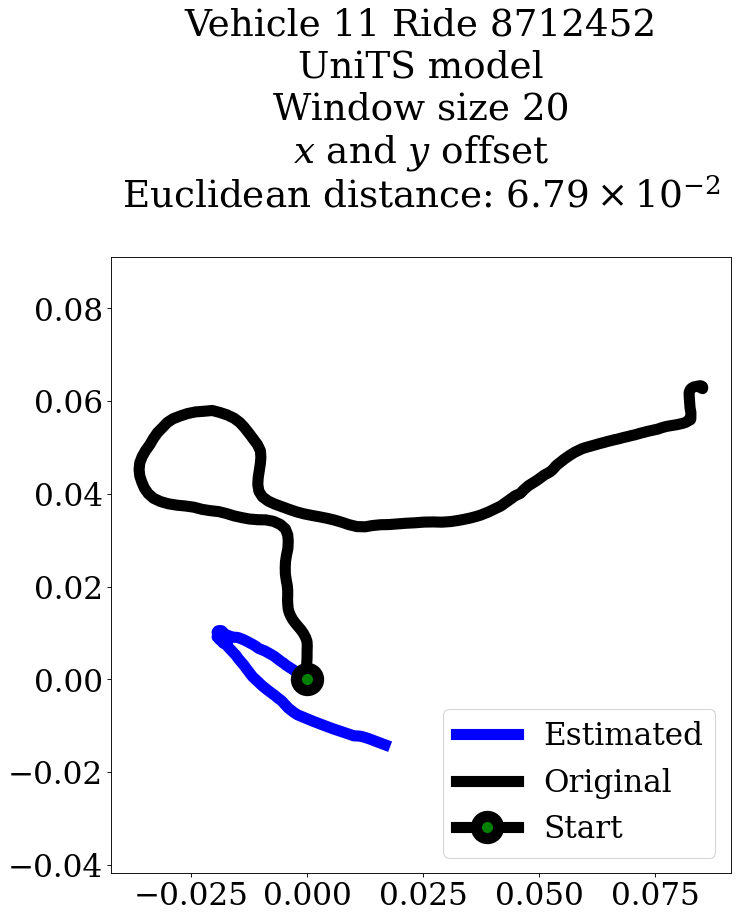 Vehicle 11 Ride 8712452
UniTS model
Window size 20
x and y offset
Euclidean distance: 6.79 × 10⁻²
0.08
0.06
0.04
0.02
0.00
−0.02
−0.04
−0.025 0.000 0.025 0.050 0.075
Estimated
Original
Start